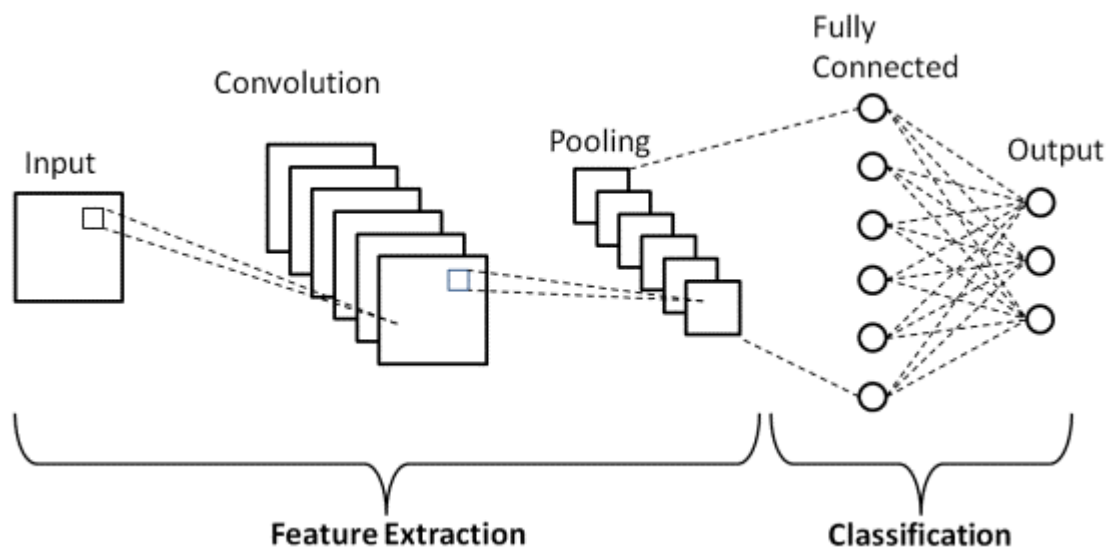 Fully
Connected
Convolution
Pooling
Input
Output
Feature Extraction
Classification